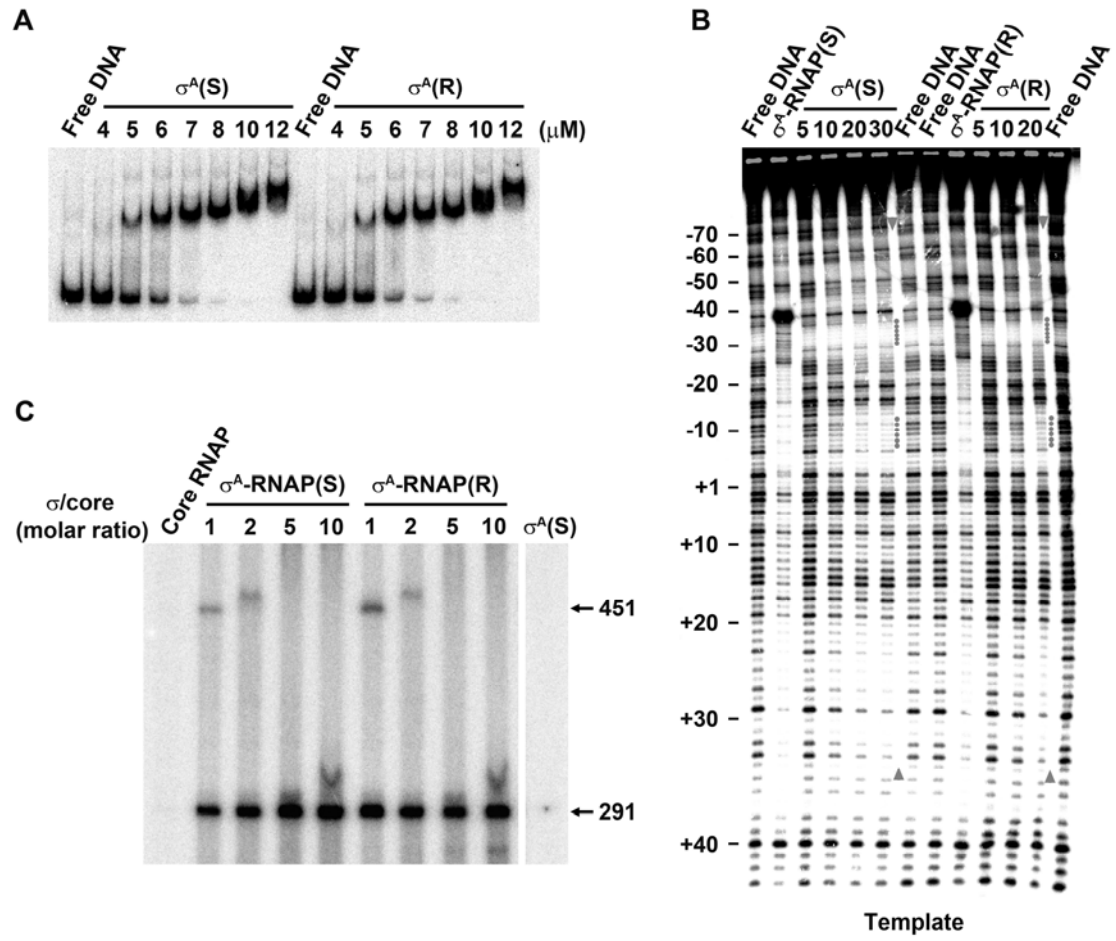 A
Free DNA
σᴬ(S)
4 5 6 7 8 10 12
Free DNA
σᴬ(R)
4 5 6 7 8 10 12
(μM)
B
Free DNA
σᴬ-RNAP(S)
σᴬ(S)
5 10 20 30
Free DNA
Free DNA
σᴬ-RNAP(R)
σᴬ(R)
5 10 20
Free DNA
-70
-60
-50
-40
-30
-20
-10
+1
+10
+20
+30
+40
Template
C
σ/core
(molar ratio)
Core RNAP
σᴬ-RNAP(S)
1 2 5 10
σᴬ-RNAP(R)
1 2 5 10
σᴬ(S)
451
291